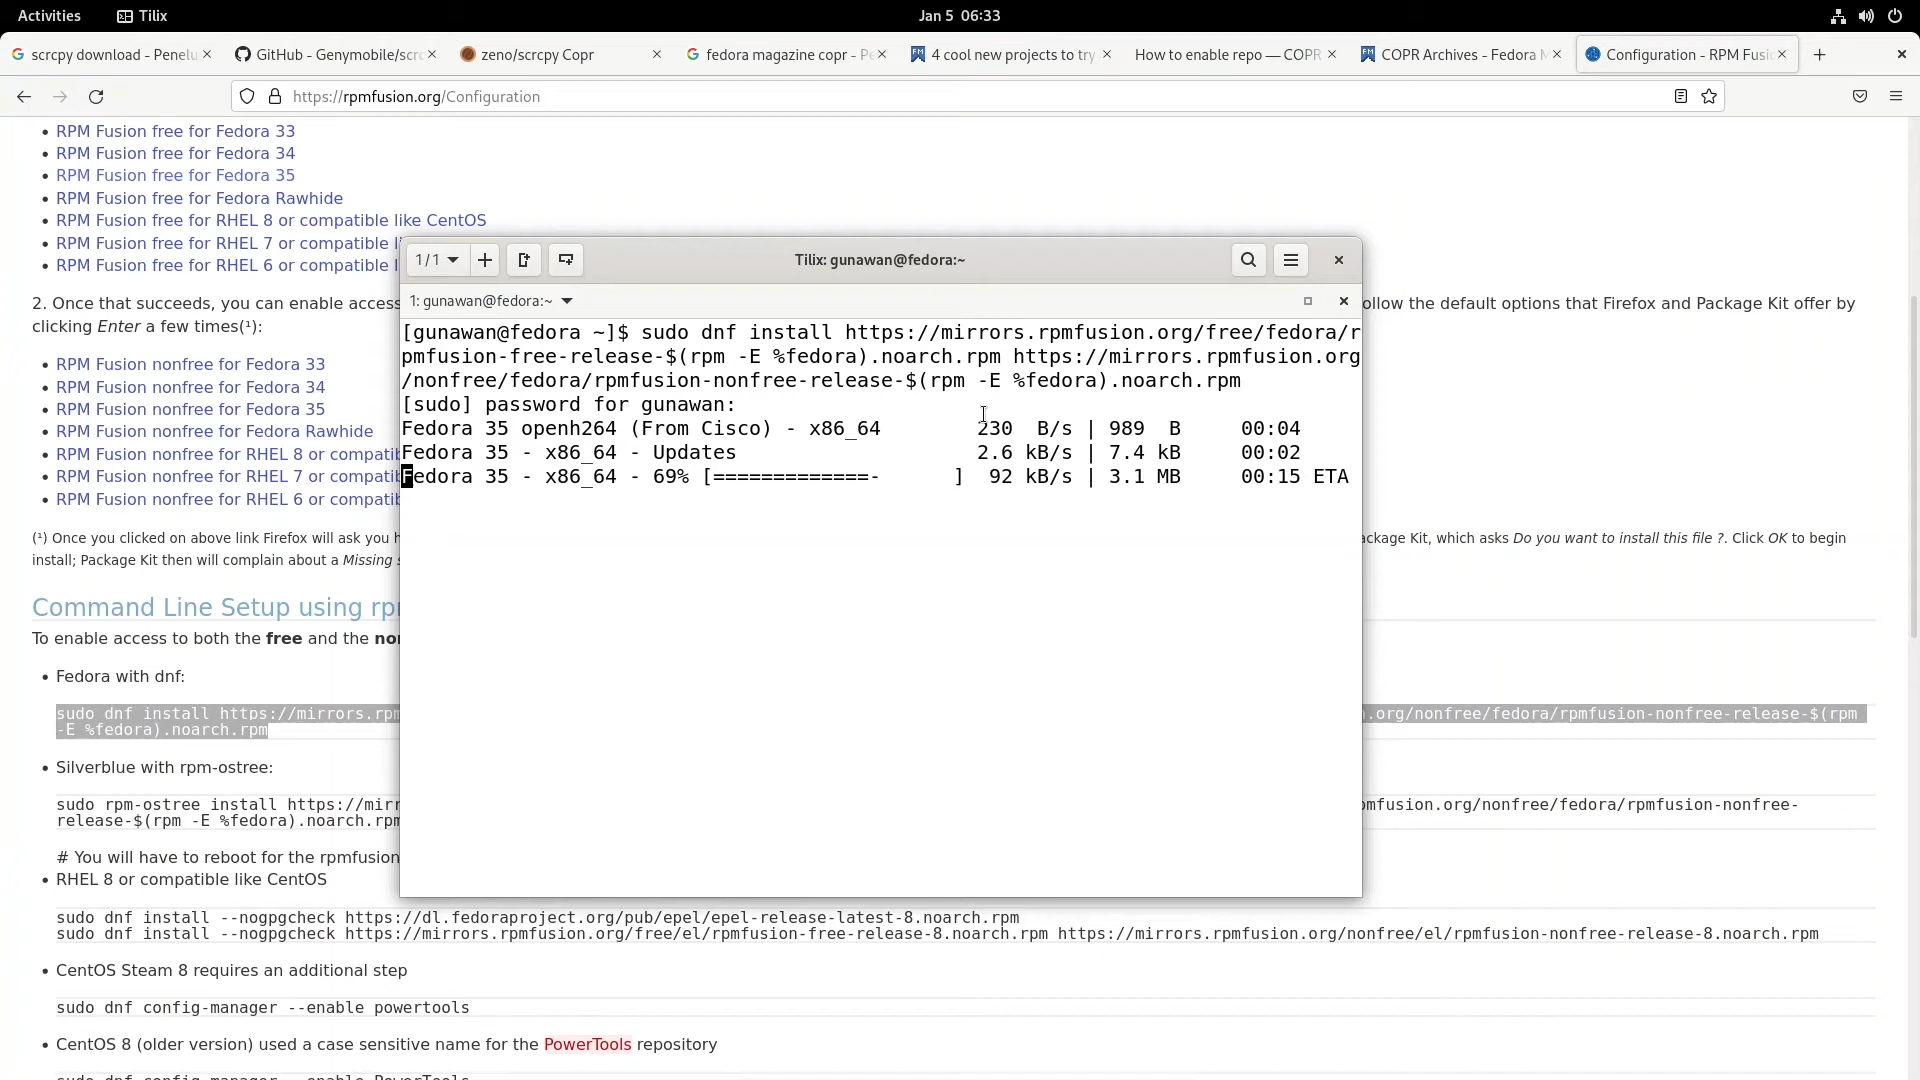 Activities
Tilix
Jan 5 06:33
scrcpy download - Penelu
GitHub - Genymobile/scrc
zeno/scrcpy Copr
fedora magazine copr - Pe
4 cool new projects to try
How to enable repo — COPR
COPR Archives - Fedora M
Configuration - RPM Fusio
https://rpmfusion.org/Configuration
• RPM Fusion free for Fedora 33
• RPM Fusion free for Fedora 34
• RPM Fusion free for Fedora 35
• RPM Fusion free for Fedora Rawhide
• RPM Fusion free for RHEL 8 or compatible like CentOS
• RPM Fusion free for RHEL 7 or compatible l
• RPM Fusion free for RHEL 6 or compatible l
2. Once that succeeds, you can enable access
ollow the default options that Firefox and Package Kit offer by
clicking Enter a few times(¹):
• RPM Fusion nonfree for Fedora 33
• RPM Fusion nonfree for Fedora 34
• RPM Fusion nonfree for Fedora 35
• RPM Fusion nonfree for Fedora Rawhide
• RPM Fusion nonfree for RHEL 8 or compatib
• RPM Fusion nonfree for RHEL 7 or compatib
• RPM Fusion nonfree for RHEL 6 or compatib
(¹) Once you clicked on above link Firefox will ask you h
ackage Kit, which asks Do you want to install this file ?. Click OK to begin
install; Package Kit then will complain about a Missing s
Command Line Setup using rp
To enable access to both the free and the non
• Fedora with dnf:
sudo dnf install https://mirrors.rpm
n.org/nonfree/fedora/rpmfusion-nonfree-release-$(rpm
-E %fedora).noarch.rpm
• Silverblue with rpm-ostree:
sudo rpm-ostree install https://mirr
pmfusion.org/nonfree/fedora/rpmfusion-nonfree-
release-$(rpm -E %fedora).noarch.rpm
# You will have to reboot for the rpmfusion
• RHEL 8 or compatible like CentOS
sudo dnf install --nogpgcheck https://dl.fedoraproject.org/pub/epel/epel-release-latest-8.noarch.rpm
sudo dnf install --nogpgcheck https://mirrors.rpmfusion.org/free/el/rpmfusion-free-release-8.noarch.rpm https://mirrors.rpmfusion.org/nonfree/el/rpmfusion-nonfree-release-8.noarch.rpm
• CentOS Steam 8 requires an additional step
sudo dnf config-manager --enable powertools
• CentOS 8 (older version) used a case sensitive name for the PowerTools repository
sudo dnf config-manager --enable PowerTools
1/1
Tilix: gunawan@fedora:~
1: gunawan@fedora:~
[gunawan@fedora ~]$ sudo dnf install https://mirrors.rpmfusion.org/free/fedora/r
pmfusion-free-release-$(rpm -E %fedora).noarch.rpm https://mirrors.rpmfusion.org
/nonfree/fedora/rpmfusion-nonfree-release-$(rpm -E %fedora).noarch.rpm
[sudo] password for gunawan:
Fedora 35 openh264 (From Cisco) - x86_64 230 B/s | 989 B 00:04
Fedora 35 - x86_64 - Updates 2.6 kB/s | 7.4 kB 00:02
Fedora 35 - x86_64 - 69% [=============- ] 92 kB/s | 3.1 MB 00:15 ETA